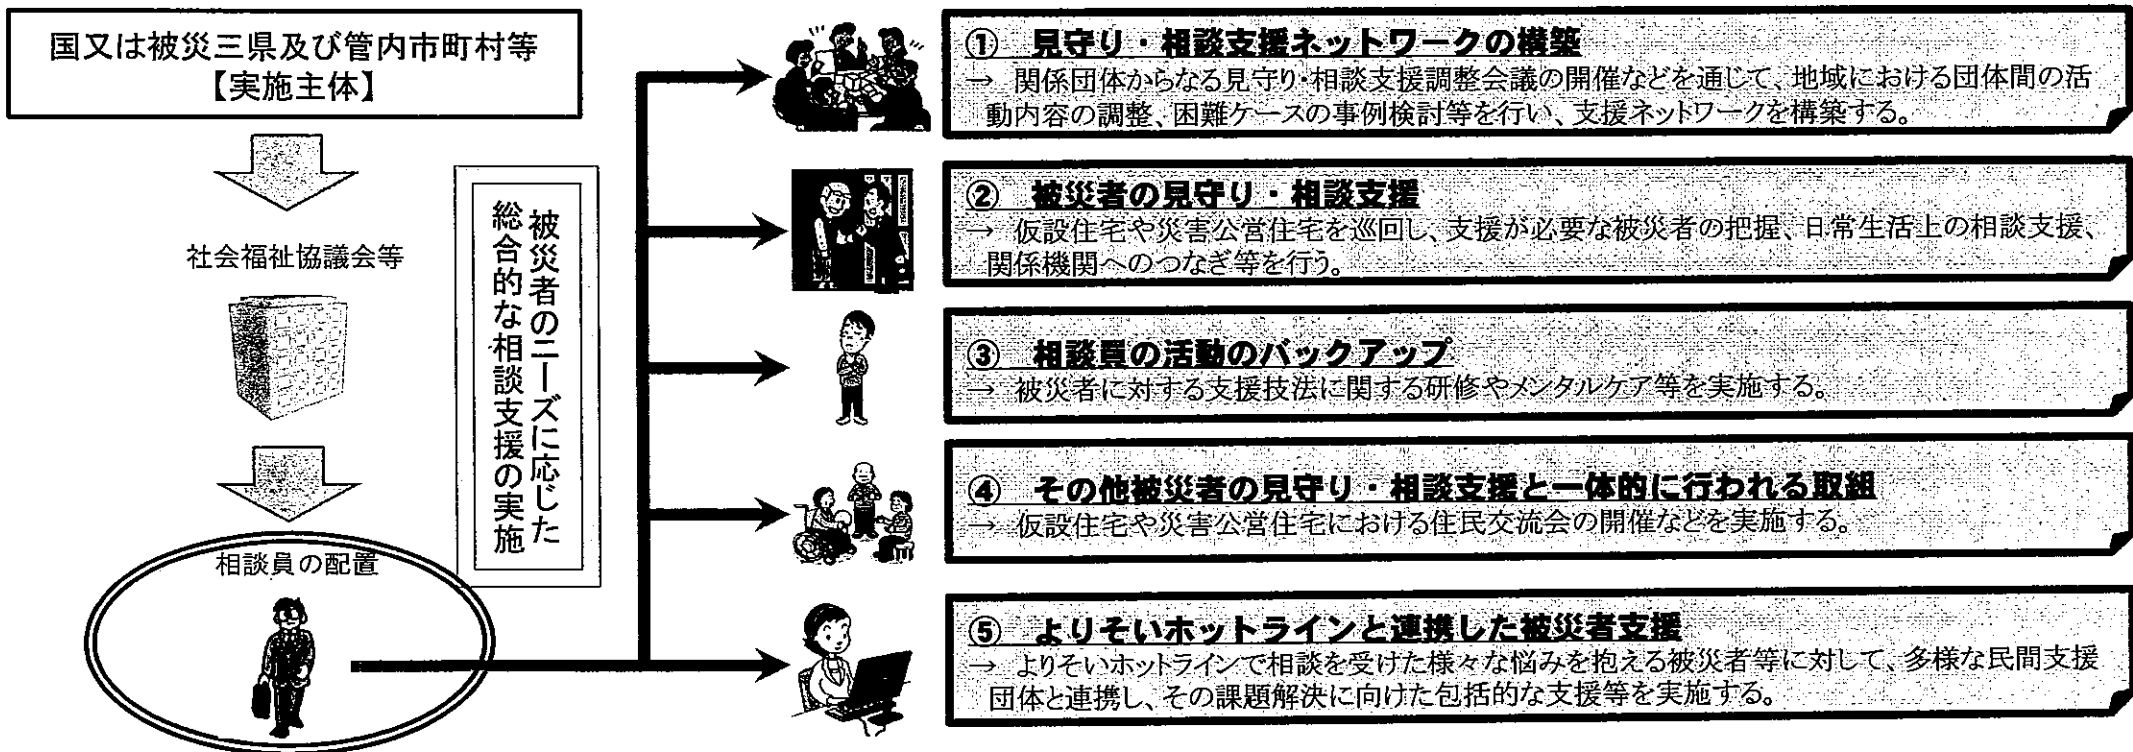 国又は被災三県及び管内市町村等
【実施主体】
社会福祉協議会等
相談員の配置
被災者のニーズに応じた
総合的な相談支援の実施
① 見守り・相談支援ネットワークの構築
→ 関係団体からなる見守り・相談支援調整会議の開催などを通じて、地域における団体間の活
動内容の調整、困難ケースの事例検討等を行い、支援ネットワークを構築する。
② 被災者の見守り・相談支援
→ 仮設住宅や災害公営住宅を巡回し、支援が必要な被災者の把握、日常生活上の相談支援、
関係機関へのつなぎ等を行う。
③ 相談員の活動のバックアップ
→ 被災者に対する支援技法に関する研修やメンタルケア等を実施する。
④ その他被災者の見守り・相談支援と一体的に行われる取組
→ 仮設住宅や災害公営住宅における住民交流会の開催などを実施する。
⑤ よりそいホットラインと連携した被災者支援
→ よりそいホットラインで相談を受けた様々な悩みを抱える被災者等に対して、多様な民間支援
団体と連携し、その課題解決に向けた包括的な支援等を実施する。